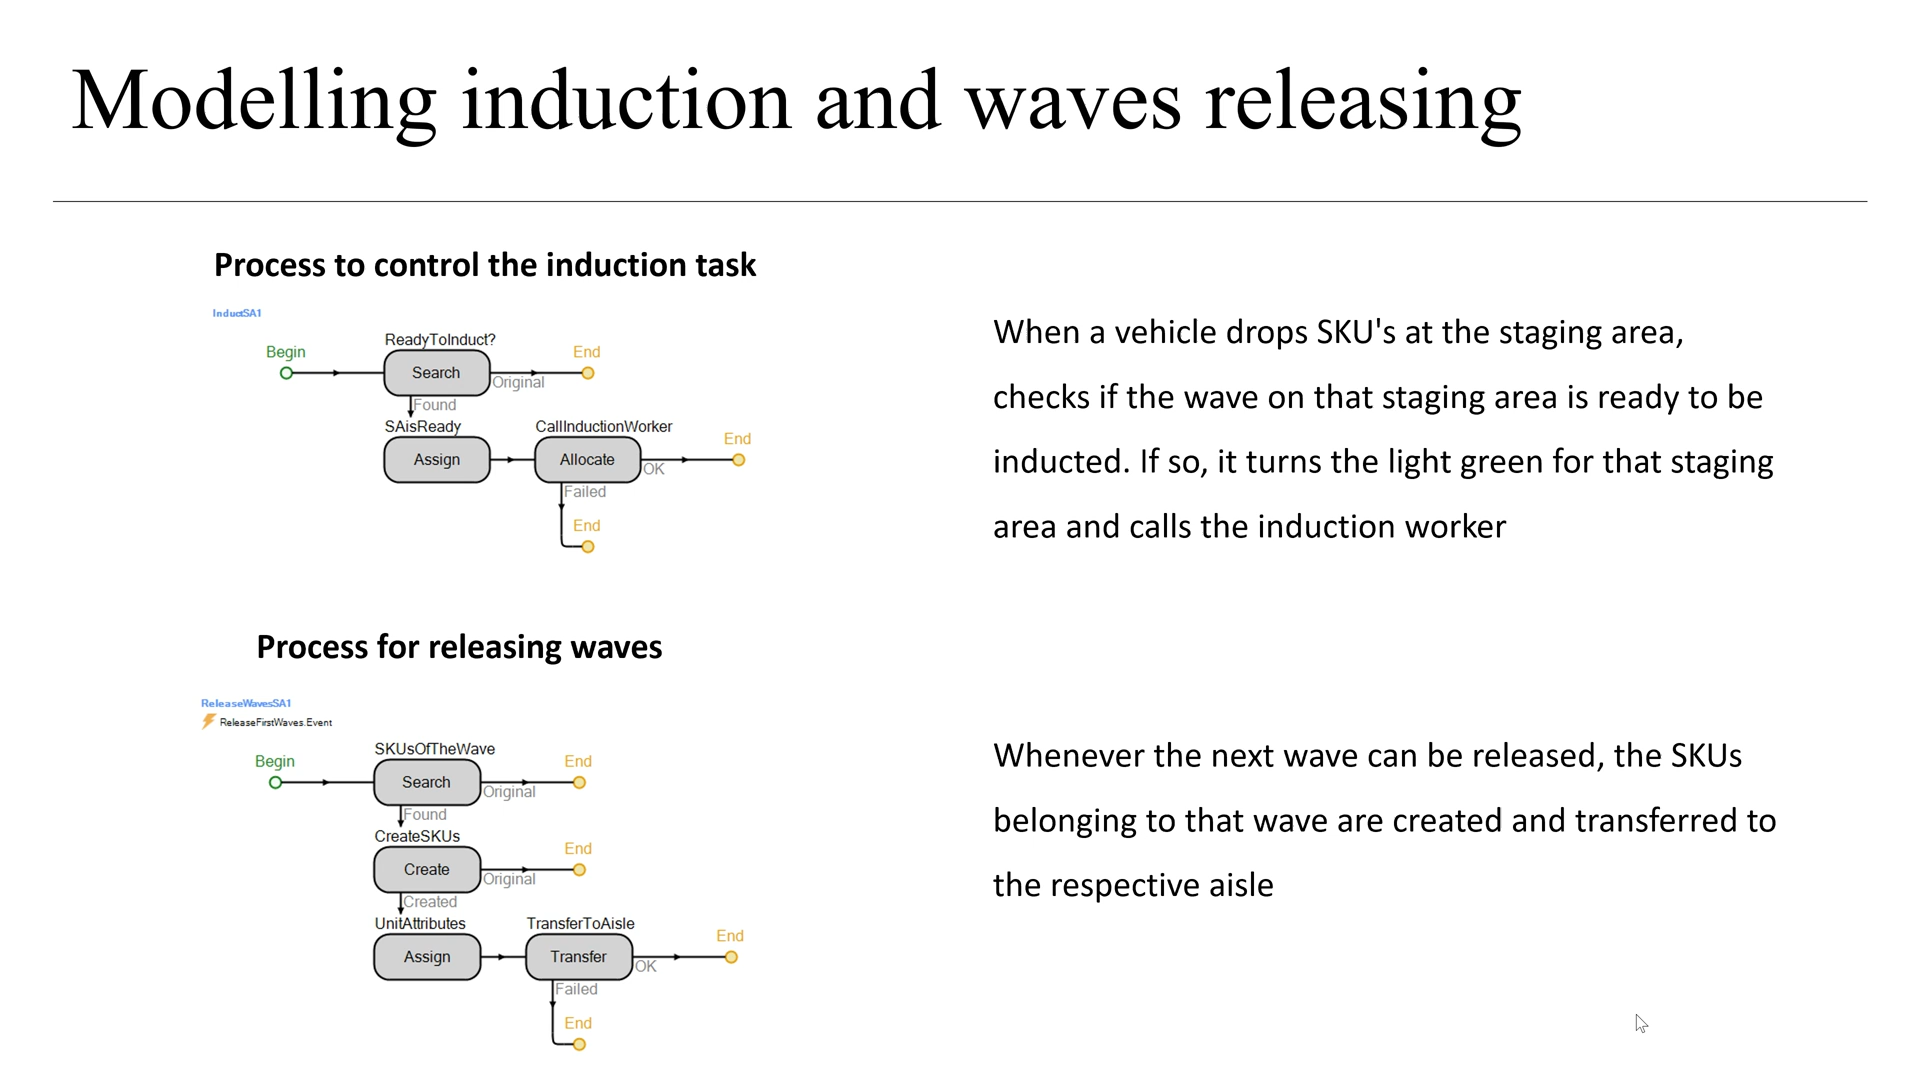 Modelling induction and waves releasing
Process to control the induction task
InductSA1
ReadyToInduct?
Begin
End
Search
Original
Found
SAisReady
CallInductionWorker
End
Assign
Allocate
OK
Failed
End
When a vehicle drops SKU's at the staging area,
checks if the wave on that staging area is ready to be
inducted. If so, it turns the light green for that staging
area and calls the induction worker
Process for releasing waves
ReleaseWavesSA1
ReleaseFirstWaves.Event
SKUsOfTheWave
Begin
End
Search
Original
Found
CreateSKUs
End
Create
Original
Created
UnitAttributes
TransferToAisle
End
Assign
Transfer
OK
Failed
End
Whenever the next wave can be released, the SKUs
belonging to that wave are created and transferred to
the respective aisle